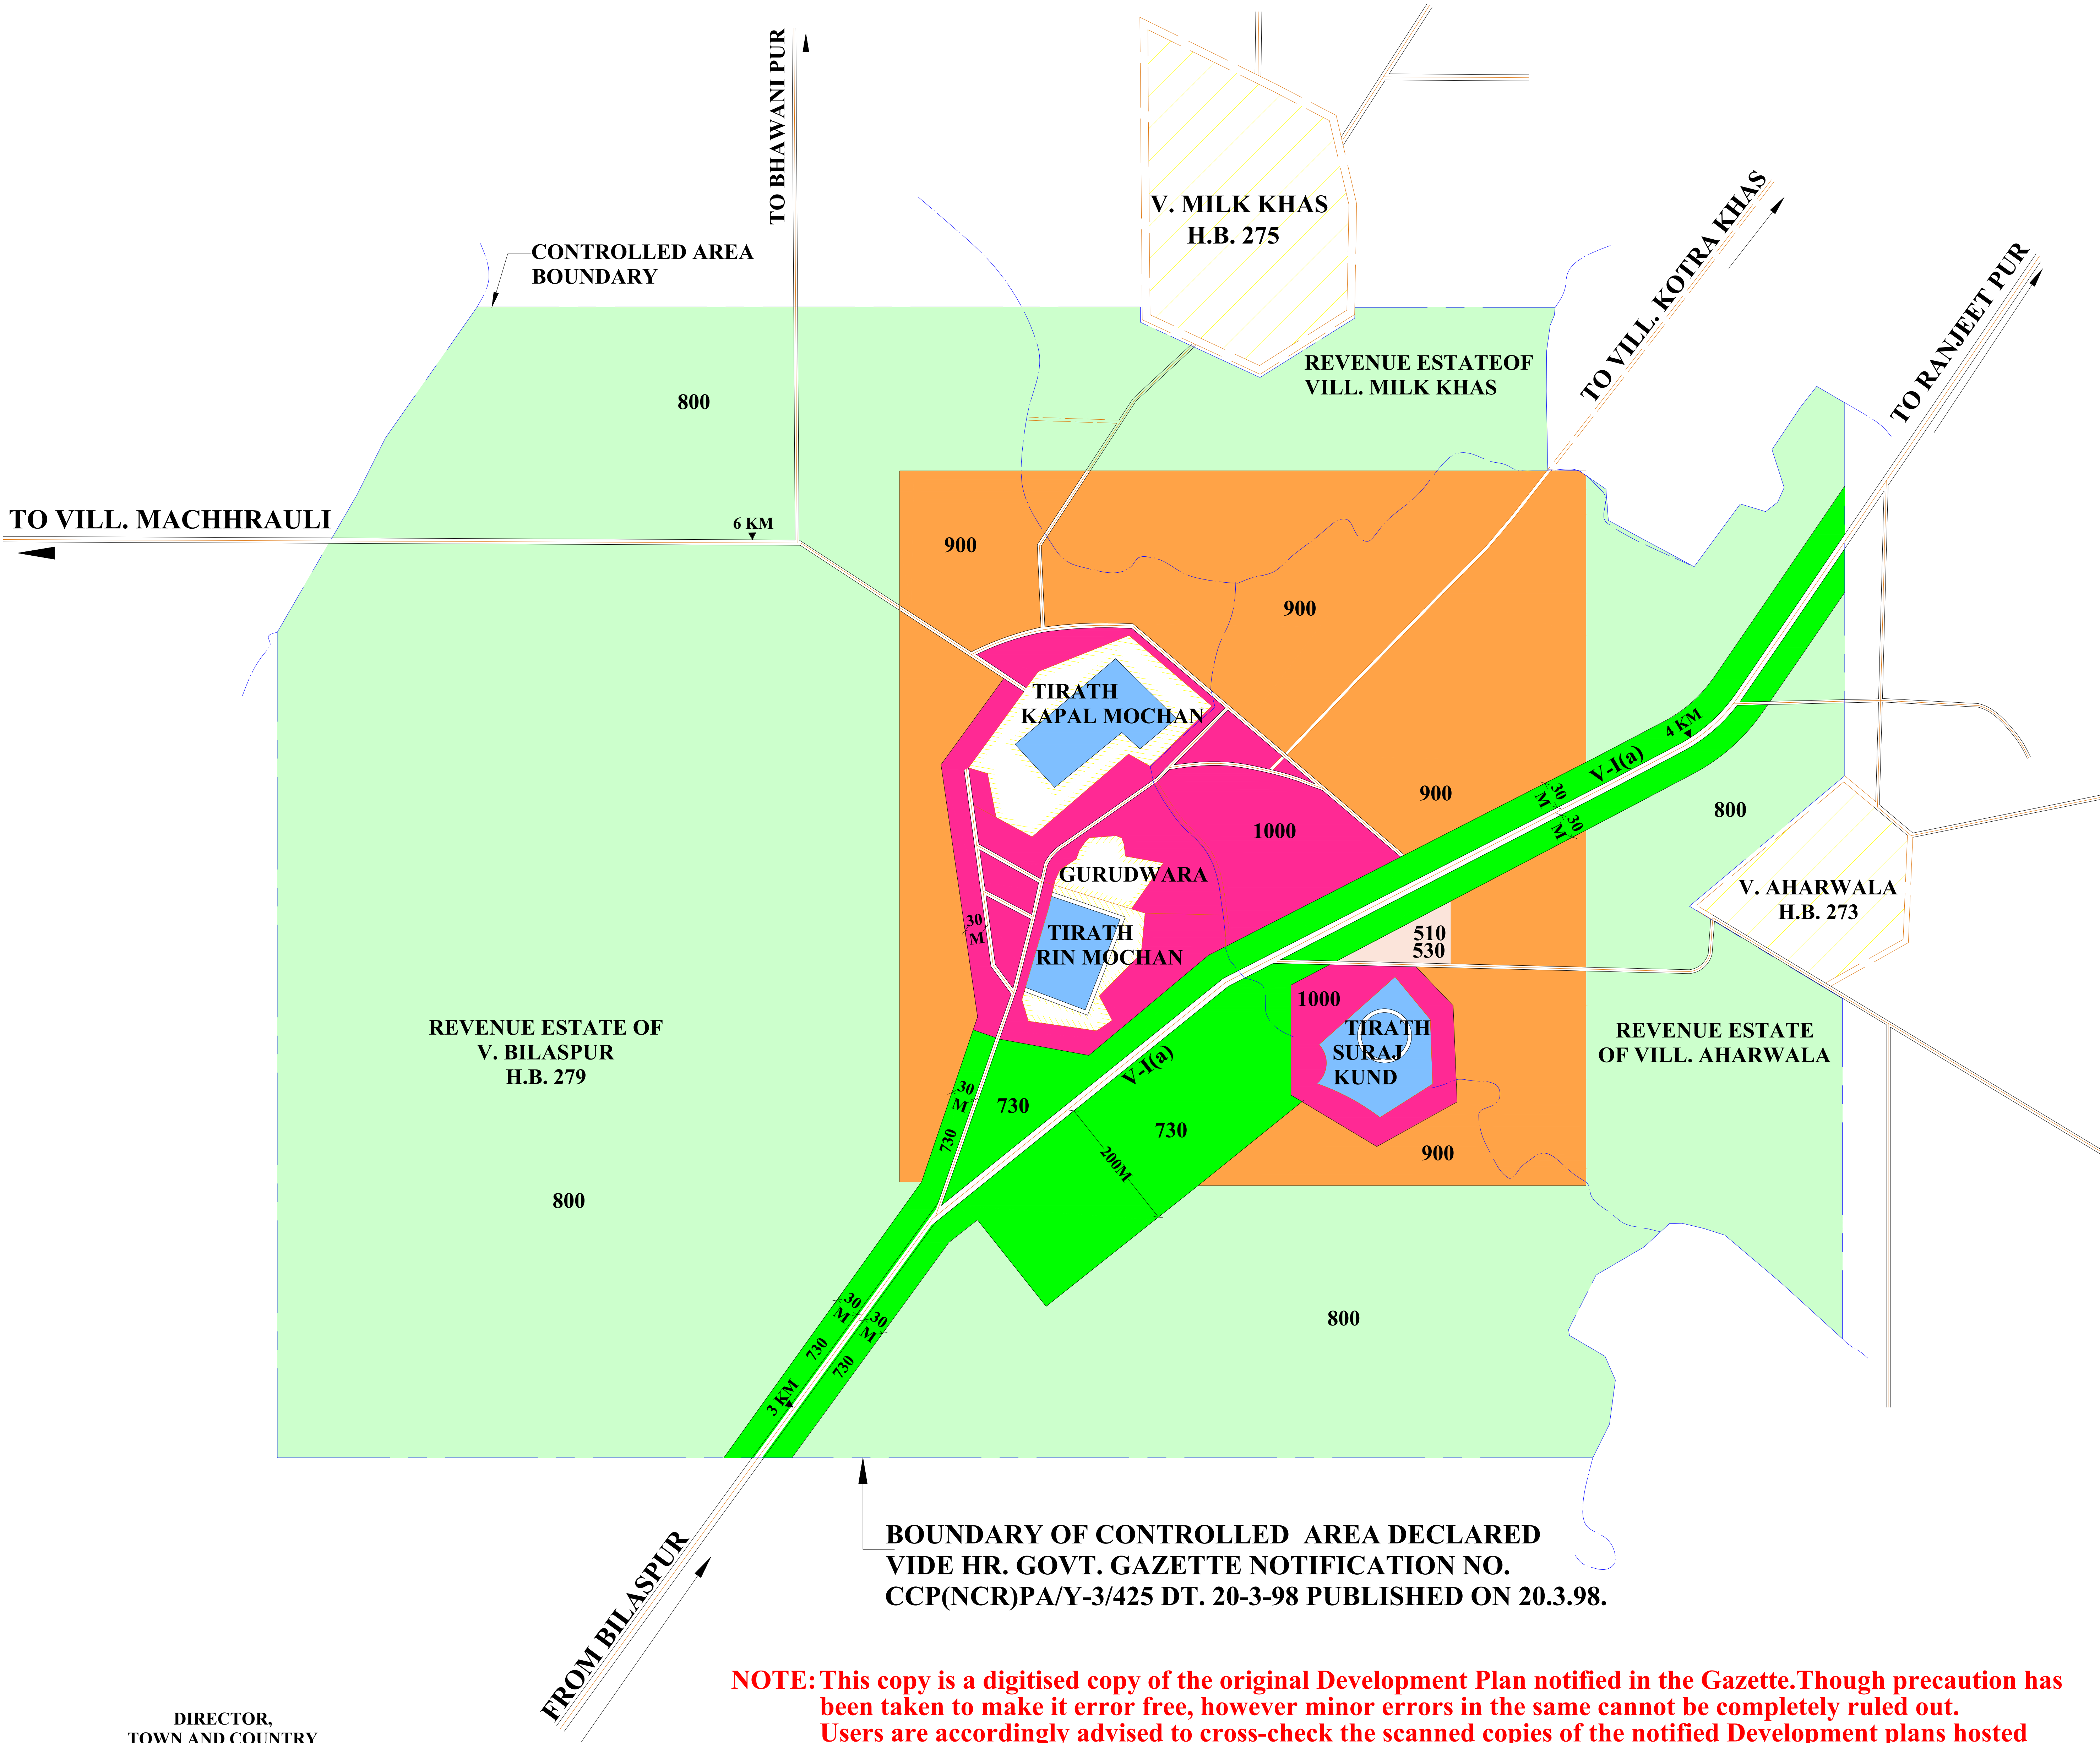 TO BHAWANI PUR
V. MILK KHAS
H.B. 275
TO VILL. KOTRA KHAS
TO RANJEET PUR
CONTROLLED AREA
BOUNDARY
REVENUE ESTATEOF
VILL. MILK KHAS
800
TO VILL. MACHHRAULI
6 KM
900
900
TIRATH
KAPAL MOCHAN
4 KM
V-I(a)
30
M
30
M
900
800
1000
GURUDWARA
V. AHARWALA
H.B. 273
30
M
TIRATH
RIN MOCHAN
510
530
1000
TIRATH
SURAJ
KUND
REVENUE ESTATE OF
V. BILASPUR
H.B. 279
REVENUE ESTATE
OF VILL. AHARWALA
V-I(a)
30
M
730
730
730
200M
900
800
800
30
M
30
M
730
730
3 KM
FROM BILASPUR
BOUNDARY OF CONTROLLED AREA DECLARED
VIDE HR. GOVT. GAZETTE NOTIFICATION NO.
CCP(NCR)PA/Y-3/425 DT. 20-3-98 PUBLISHED ON 20.3.98.
NOTE: This copy is a digitised copy of the original Development Plan notified in the Gazette.Though precaution has
been taken to make it error free, however minor errors in the same cannot be completely ruled out.
Users are accordingly advised to cross-check the scanned copies of the notified Development plans hosted
DIRECTOR,
TOWN AND COUNTRY